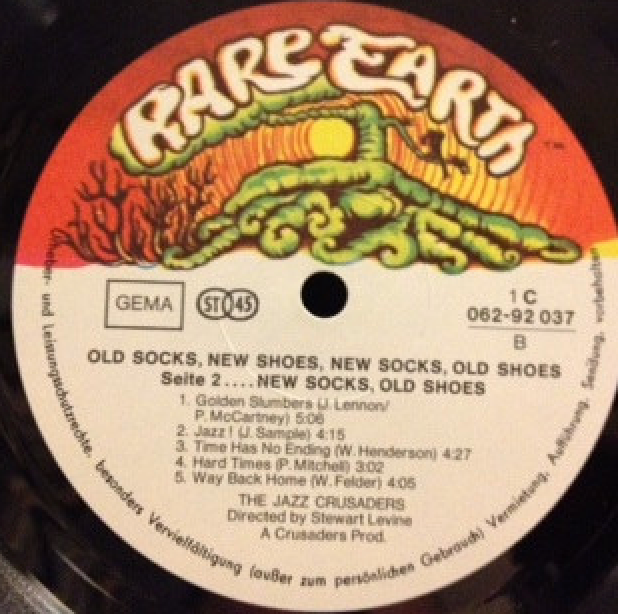 RARE EARTH
TM
GEMA
ST 45
1 C
062-92 037
B
OLD SOCKS, NEW SHOES, NEW SOCKS, OLD SHOES
Seite 2.... NEW SOCKS, OLD SHOES
1. Golden Slumbers (J. Lennon/
P. McCartney) 5:06
2. Jazz! (J. Sample) 4:15
3. Time Has No Ending (W. Henderson) 4:27
4. Hard Times (P. Mitchell) 3:02
5. Way Back Home (W. Felder) 4:05
THE JAZZ CRUSADERS
Directed by Stewart Levine
A Crusaders Prod.
und Leistungsschutzrechte, besonders Vervielfältigung (außer zum persönlichen Gebrauch) Vermietung, Aufführung, Sendung, vorbehalten